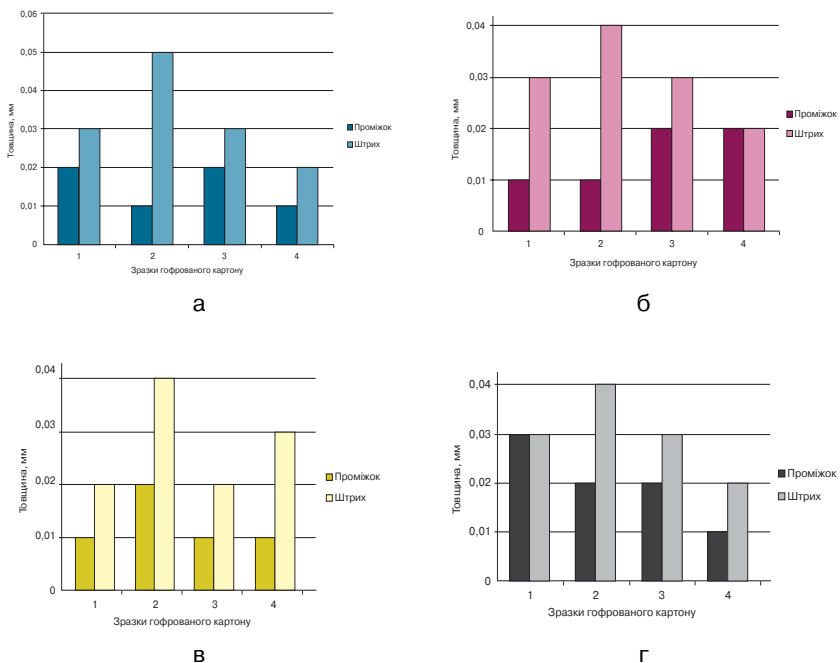 0,06
0,05
0,04
0,03
0,02
0,01
0
Товщина, мм
1 2 3 4
Зразки гофрованого картону
Проміжок
Штрих
а
0,04
0,03
0,02
0,01
0
Товщина, мм
1 2 3 4
Зразки гофрованого картону
Проміжок
Штрих
б
0,04
0,03
0,02
0,01
0
Товщина, мм
1 2 3 4
Зразки гофрованого картону
Проміжок
Штрих
в
0,04
0,03
0,02
0,01
0
Товщина, мм
1 2 3 4
Зразки гофрованого картону
Проміжок
Штрих
г